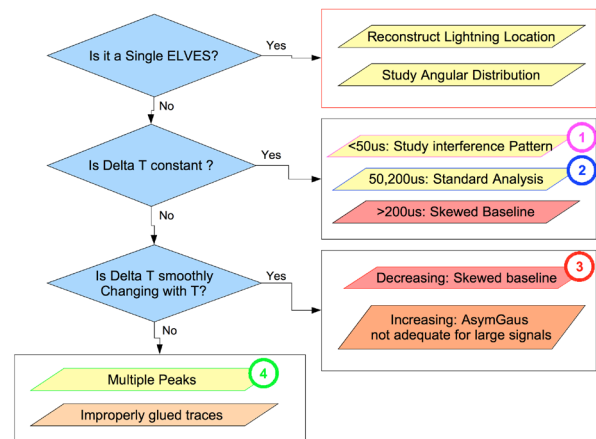 Is it a Single ELVES?
Yes
Reconstruct Lightning Location
Study Angular Distribution
No
Is Delta T constant ?
Yes
<50us: Study interference Pattern
1
50,200us: Standard Analysis
2
>200us: Skewed Baseline
No
Is Delta T smoothly
Changing with T?
Yes
Decreasing: Skewed baseline
3
Increasing: AsymGaus
not adequate for large signals
No
Multiple Peaks
4
Improperly glued traces